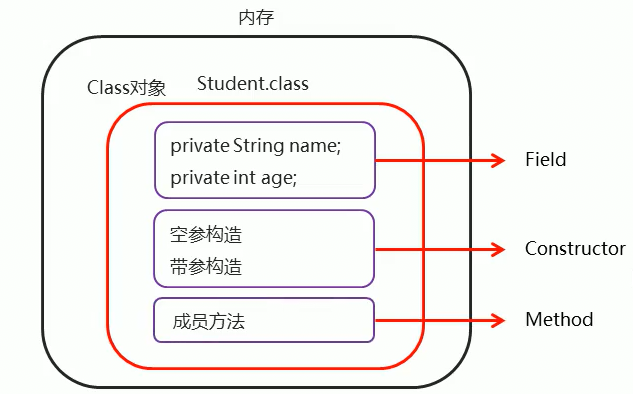 内存
Class对象 Student.class
private String name;
private int age;
Field
空参构造
带参构造
Constructor
成员方法
Method